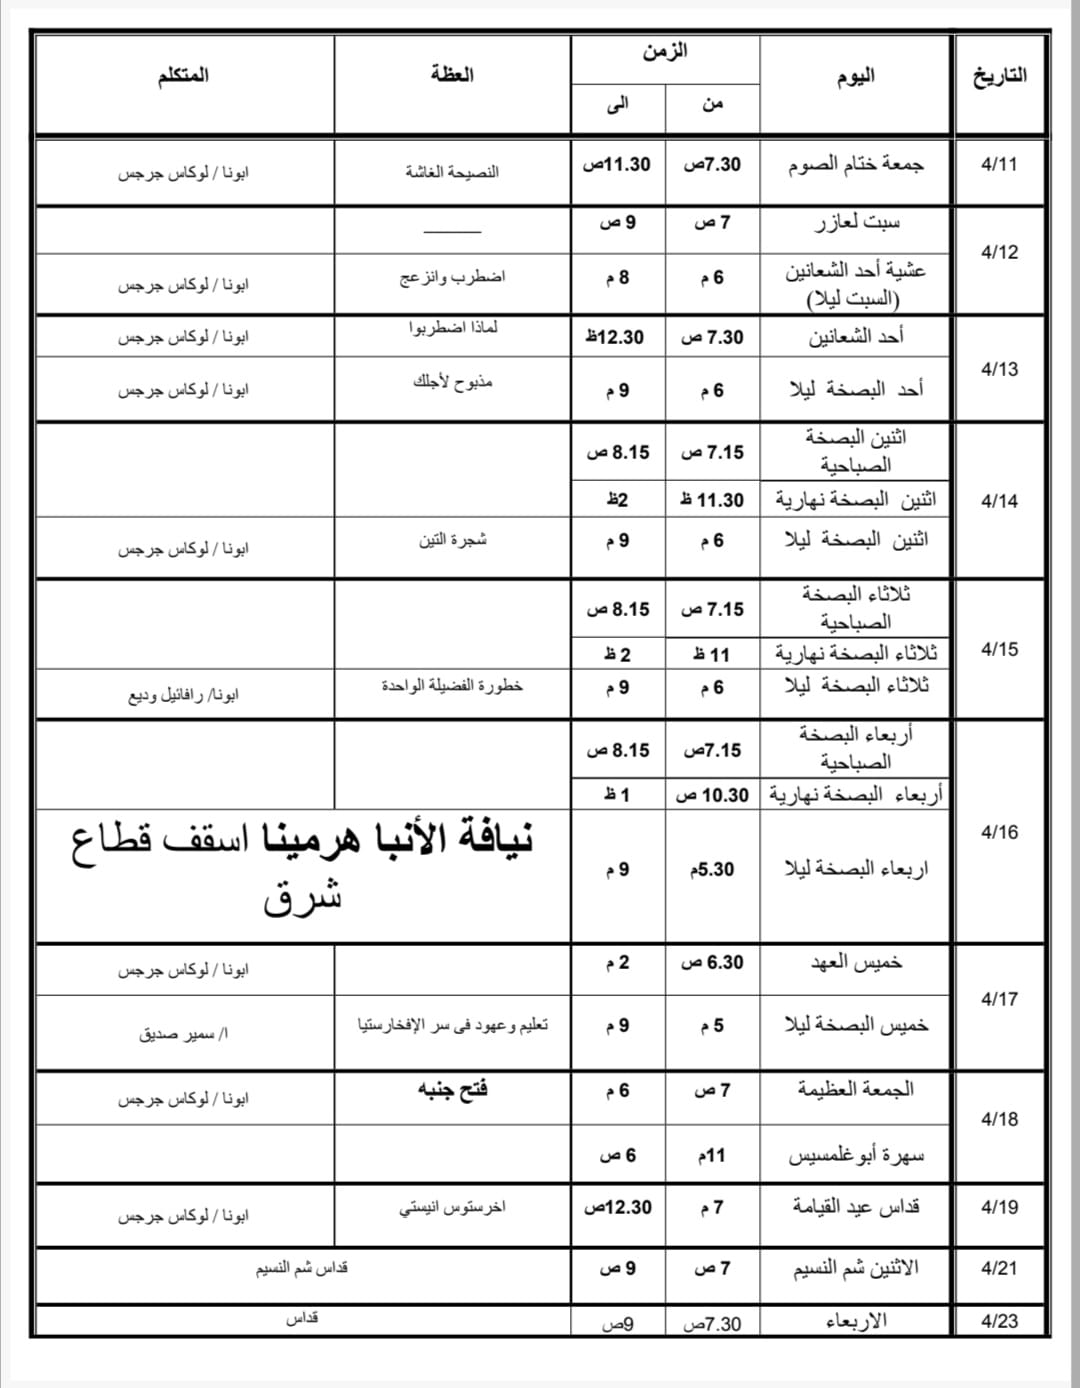 التاريخ اليوم الزمن العظة المتكلم
من الى
4/11 جمعة ختام الصوم 7.30ص 11.30ص النصيحة الغاشة ابونا / لوكاس جرجس
4/12 سبت لعازر 7 ص 9 ص ــــــــــــ
عشية أحد الشعانين
(السبت ليلا) 6 م 8 م اضطرب وانزعج ابونا / لوكاس جرجس
4/13 أحد الشعانين 7.30 ص 12.30ظ لماذا اضطربوا ابونا / لوكاس جرجس
أحد البصخة ليلا 6 م 9 م مذبوح لأجلك ابونا / لوكاس جرجس
4/14 اثنين البصخة
الصباحية 7.15 ص 8.15 ص
اثنين البصخة نهارية 11.30 ظ 2ظ
اثنين البصخة ليلا 6 م 9 م شجرة التين ابونا / لوكاس جرجس
4/15 ثلاثاء البصخة
الصباحية 7.15 ص 8.15 ص
ثلاثاء البصخة نهارية 11 ظ 2 ظ
ثلاثاء البصخة ليلا 6 م 9 م خطورة الفضيلة الواحدة ابونا/ رافائيل وديع
4/16 أربعاء البصخة
الصباحية 7.15ص 8.15 ص
أربعاء البصخة نهارية 10.30 ص 1 ظ
اربعاء البصخة ليلا 5.30م 9 م نيافة الأنبا هرمينا اسقف قطاع
شرق
4/17 خميس العهد 6.30 ص 2 م ابونا / لوكاس جرجس
خميس البصخة ليلا 5 م 9 م تعليم وعهود فى سر الإفخارستيا ا/ سمير صديق
4/18 الجمعة العظيمة 7 ص 6 م فتح جنبه ابونا / لوكاس جرجس
سهرة أبو غلمسيس 11م 6 ص
4/19 قداس عيد القيامة 7 م 12.30ص اخرستوس انيستي ابونا / لوكاس جرجس
4/21 الاثنين شم النسيم 7 ص 9 ص قداس شم النسيم
4/23 الاربعاء 7.30ص 9ص قداس